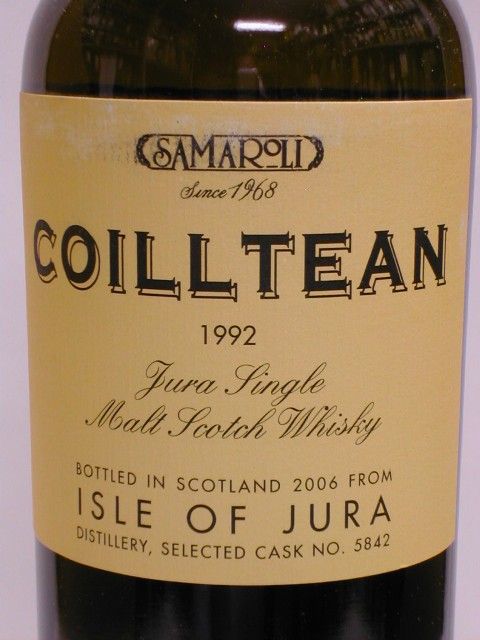 SAMAROLI
Since 1968
COILLTEAN
1992
Jura Single
Malt Scotch Whisky
BOTTLED IN SCOTLAND 2006 FROM
ISLE OF JURA
DISTILLERY, SELECTED CASK NO. 5842